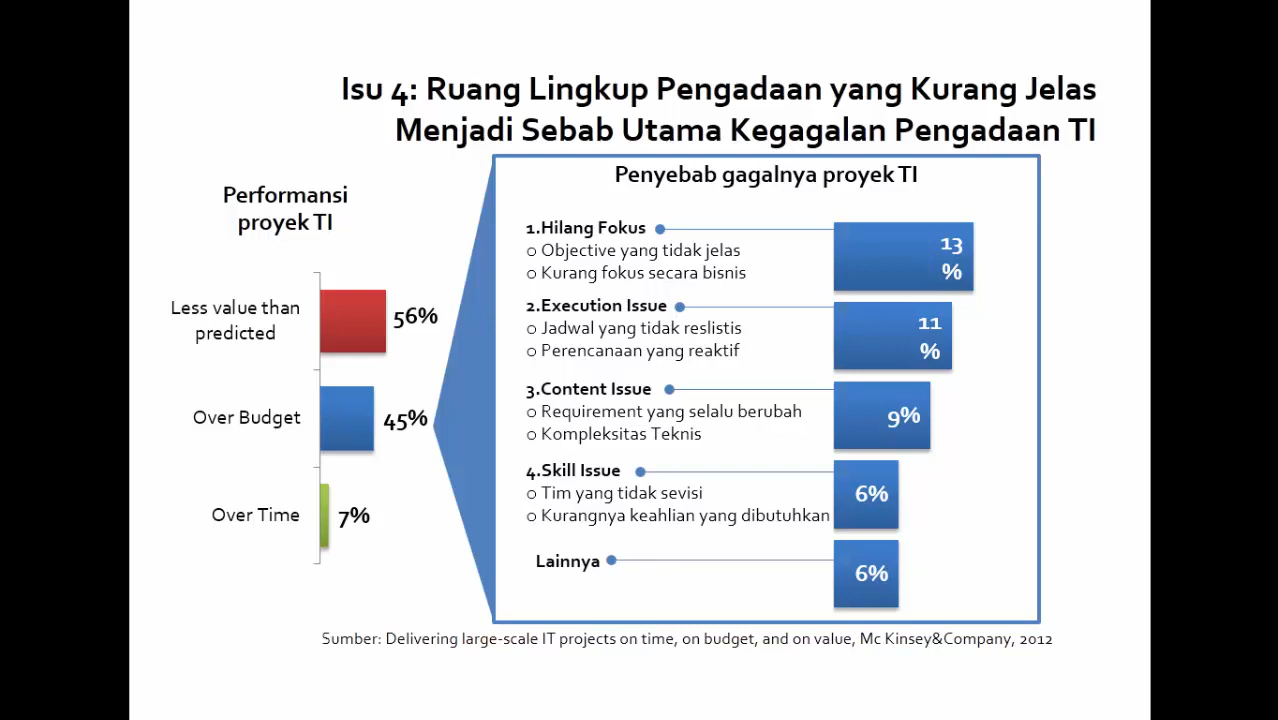 Isu 4: Ruang Lingkup Pengadaan yang Kurang Jelas
Menjadi Sebab Utama Kegagalan Pengadaan TI
Performansi
proyek TI
Less value than
predicted
56%
Over Budget
45%
Over Time
7%
Penyebab gagalnya proyek TI
1.Hilang Fokus
o Objective yang tidak jelas
o Kurang fokus secara bisnis
13
%
2.Execution Issue
o Jadwal yang tidak reslistis
o Perencanaan yang reaktif
11
%
3.Content Issue
o Requirement yang selalu berubah
o Kompleksitas Teknis
9%
4.Skill Issue
o Tim yang tidak sevisi
o Kurangnya keahlian yang dibutuhkan
6%
Lainnya
6%
Sumber: Delivering large-scale IT projects on time, on budget, and on value, Mc Kinsey&Company, 2012